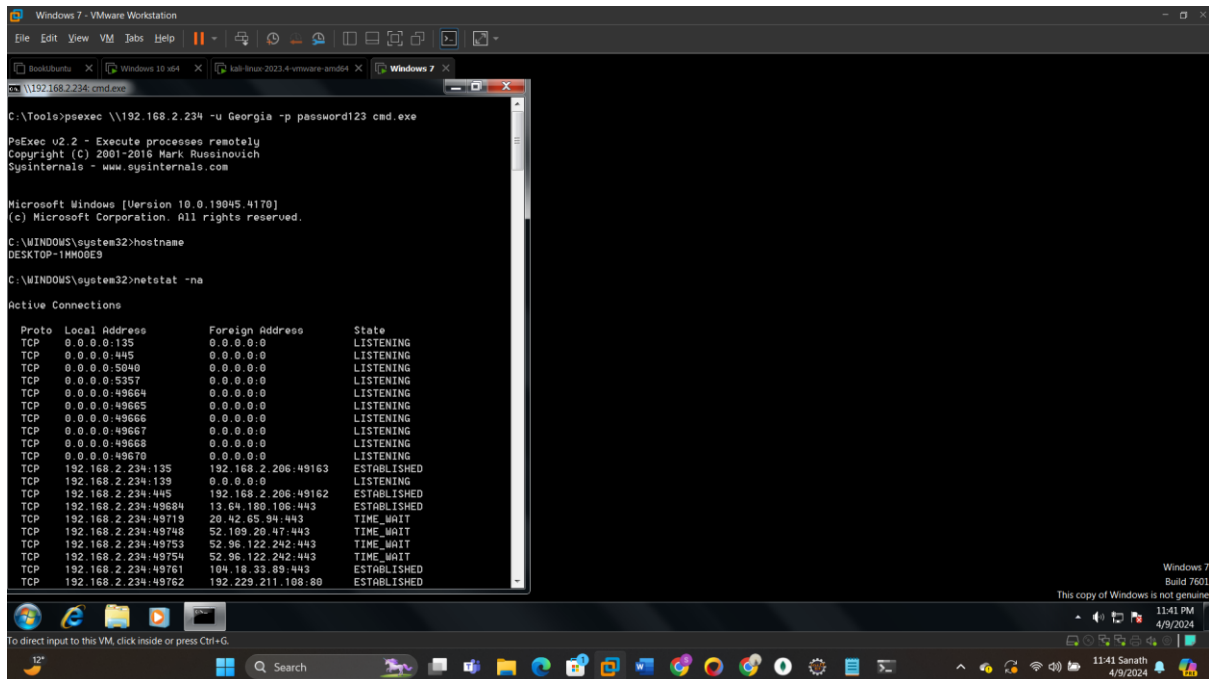 Windows 7 - VMware Workstation
File Edit View VM Tabs Help
BookUbuntu Windows 10 x64 kali-linux-2023.4-vmware-amd64 Windows 7
\\192.168.2.234: cmd.exe
C:\Tools>psexec \\192.168.2.234 -u Georgia -p password123 cmd.exe
PsExec v2.2 - Execute processes remotely
Copyright (C) 2001-2016 Mark Russinovich
Sysinternals - www.sysinternals.com
Microsoft Windows [Version 10.0.19045.4170]
(c) Microsoft Corporation. All rights reserved.
C:\WINDOWS\system32>hostname
DESKTOP-1MMO0E9
C:\WINDOWS\system32>netstat -na
Active Connections
Proto Local Address Foreign Address State
TCP 0.0.0.0:135 0.0.0.0:0 LISTENING
TCP 0.0.0.0:445 0.0.0.0:0 LISTENING
TCP 0.0.0.0:5040 0.0.0.0:0 LISTENING
TCP 0.0.0.0:5357 0.0.0.0:0 LISTENING
TCP 0.0.0.0:49664 0.0.0.0:0 LISTENING
TCP 0.0.0.0:49665 0.0.0.0:0 LISTENING
TCP 0.0.0.0:49666 0.0.0.0:0 LISTENING
TCP 0.0.0.0:49667 0.0.0.0:0 LISTENING
TCP 0.0.0.0:49668 0.0.0.0:0 LISTENING
TCP 0.0.0.0:49670 0.0.0.0:0 LISTENING
TCP 192.168.2.234:135 192.168.2.206:49163 ESTABLISHED
TCP 192.168.2.234:139 0.0.0.0:0 LISTENING
TCP 192.168.2.234:445 192.168.2.206:49162 ESTABLISHED
TCP 192.168.2.234:49684 13.64.180.106:443 ESTABLISHED
TCP 192.168.2.234:49719 20.42.65.94:443 TIME_WAIT
TCP 192.168.2.234:49748 52.109.20.47:443 TIME_WAIT
TCP 192.168.2.234:49753 52.96.122.242:443 TIME_WAIT
TCP 192.168.2.234:49754 52.96.122.242:443 TIME_WAIT
TCP 192.168.2.234:49761 104.18.33.89:443 ESTABLISHED
TCP 192.168.2.234:49762 192.229.211.108:80 ESTABLISHED
Windows 7
Build 7601
This copy of Windows is not genuine
11:41 PM
4/9/2024
To direct input to this VM, click inside or press Ctrl+G.
12°
Search
11:41 Sanath
4/9/2024